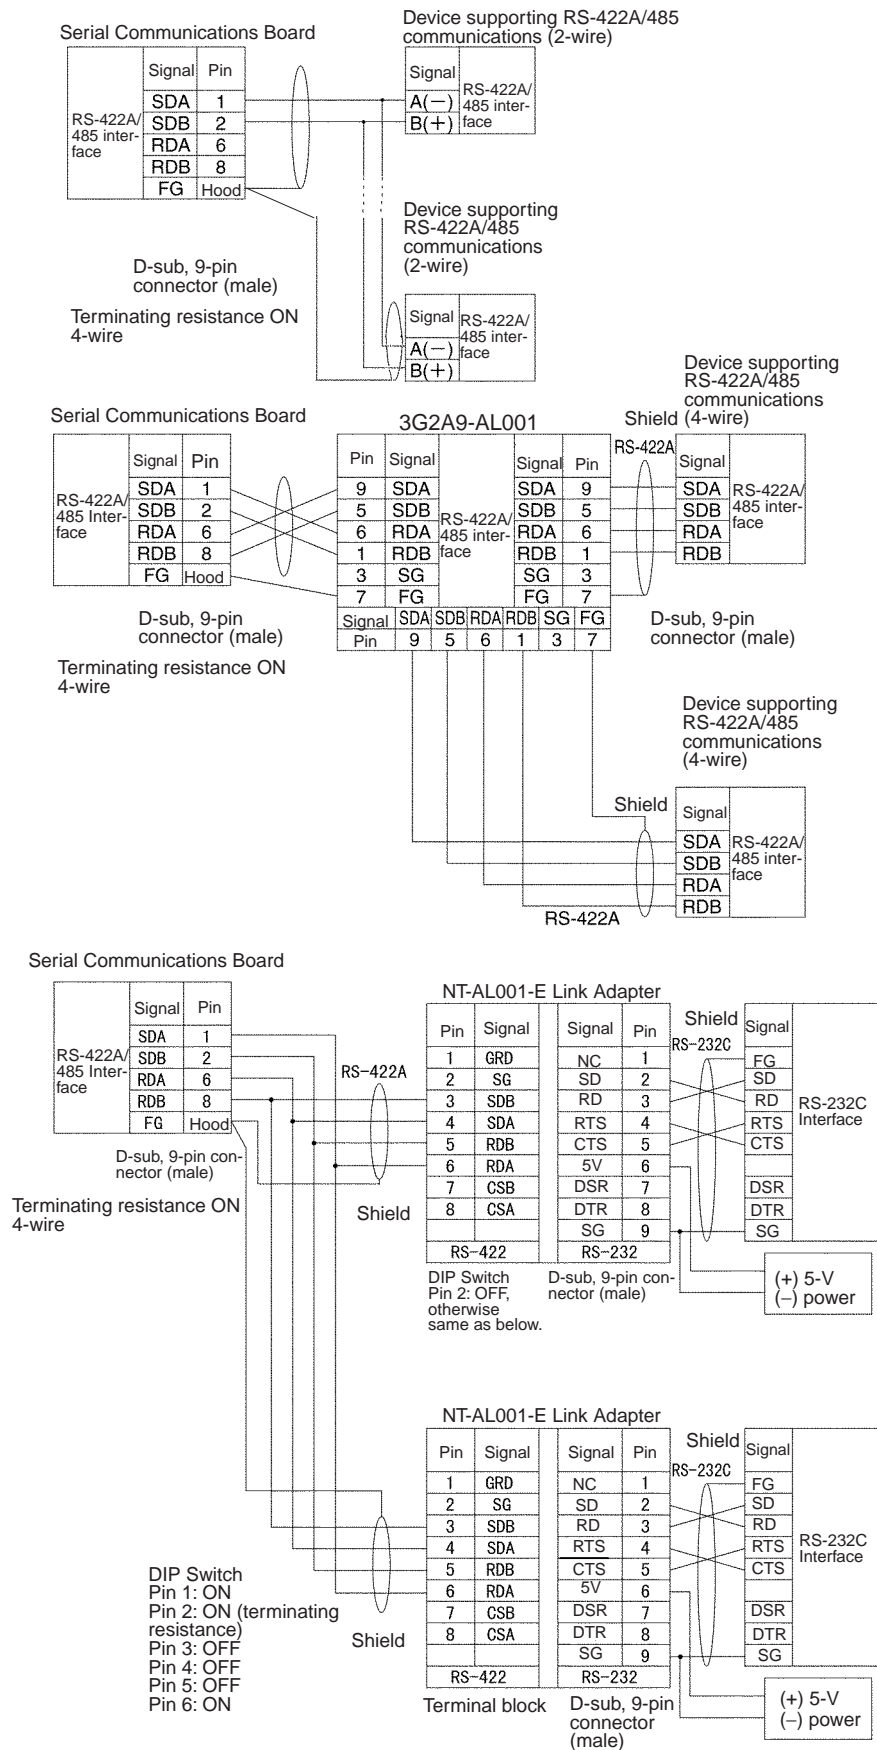 Serial Communications Board
Device supporting RS-422A/485
communications (2-wire)
Signal Pin
RS-422A/
485 inter-
face
SDA 1
SDB 2
RDA 6
RDB 8
FG Hood
Signal
A(−)
B(+)
RS-422A/
485 inter-
face
Device supporting
RS-422A/485
communications
(2-wire)
D-sub, 9-pin
connector (male)
Terminating resistance ON
4-wire
Signal
A(−)
B(+)
RS-422A/
485 inter-
face
Serial Communications Board
Signal Pin
RS-422A/
485 Inter-
face
SDA 1
SDB 2
RDA 6
RDB 8
FG Hood
D-sub, 9-pin
connector (male)
Terminating resistance ON
4-wire
3G2A9-AL001
Pin Signal
9 SDA
5 SDB
6 RDA
1 RDB
3 SG
7 FG
RS-422A/
485 inter-
face
Signal Pin
SDA 9
SDB 5
RDA 6
RDB 1
SG 3
FG 7
Signal SDA SDB RDA RDB SG FG
Pin 9 5 6 1 3 7
Shield
RS-422A
Device supporting
RS-422A/485
communications
(4-wire)
Signal
SDA
SDB
RDA
RDB
RS-422A/
485 inter-
face
D-sub, 9-pin
connector (male)
Device supporting
RS-422A/485
communications
(4-wire)
Shield
RS-422A
Signal
SDA
SDB
RDA
RDB
RS-422A/
485 inter-
face
Serial Communications Board
Signal Pin
RS-422A/
485 Inter-
face
SDA 1
SDB 2
RDA 6
RDB 8
FG Hood
D-sub, 9-pin con-
nector (male)
Terminating resistance ON
4-wire
RS-422A
Shield
NT-AL001-E Link Adapter
Pin Signal Signal Pin
1 GRD NC 1
2 SG SD 2
3 SDB RD 3
4 SDA RTS 4
5 RDB CTS 5
6 RDA 5V 6
7 CSB DSR 7
8 CSA DTR 8
SG 9
RS-422 RS-232
DIP Switch
Pin 2: OFF,
otherwise
same as below.
D-sub, 9-pin con-
nector (male)
Shield
RS-232C
Signal
FG
SD
RD
RTS
CTS
DSR
DTR
SG
RS-232C
Interface
(+) 5-V
(−) power
NT-AL001-E Link Adapter
Pin Signal Signal Pin
1 GRD NC 1
2 SG SD 2
3 SDB RD 3
4 SDA RTS 4
5 RDB CTS 5
6 RDA 5V 6
7 CSB DSR 7
8 CSA DTR 8
SG 9
RS-422 RS-232
Shield
RS-232C
Signal
FG
SD
RD
RTS
CTS
DSR
DTR
SG
RS-232C
Interface
DIP Switch
Pin 1: ON
Pin 2: ON (terminating
resistance)
Pin 3: OFF
Pin 4: OFF
Pin 5: OFF
Pin 6: ON
Shield
Terminal block
D-sub, 9-pin
connector
(male)
(+) 5-V
(−) power